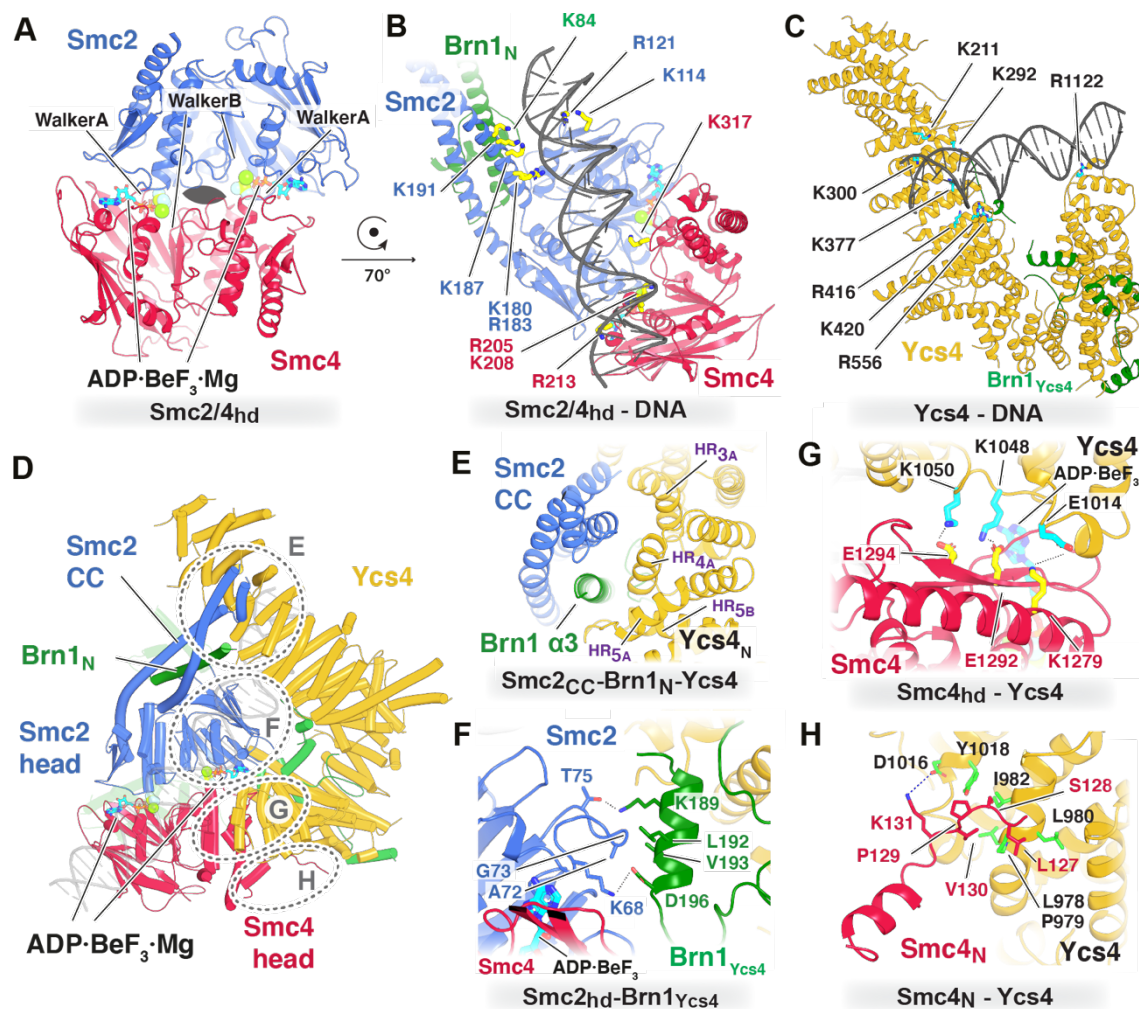 A
Smc2
WalkerB
WalkerA
WalkerA
ADP·BeF3·Mg
Smc4
Smc2/4hd
70°
B
Brn1N
K84
R121
K114
Smc2
K317
K191
K187
K180
R183
R205
K208
R213
Smc4
Smc2/4hd - DNA
C
K211
K292
R1122
K300
K377
R416
K420
R556
Ycs4
Brn1Ycs4
Ycs4 - DNA
D
Smc2
CC
E
Ycs4
Brn1N
F
Smc2
head
G
H
ADP·BeF3·Mg
Smc4
head
E
Smc2
CC
HR3A
HR4A
HR5B
Brn1 α3
HR5A
Ycs4N
Smc2CC-Brn1N-Ycs4
F
Smc2
T75
K189
L192
V193
G73
A72
K68
D196
Smc4
ADP·BeF3
Brn1Ycs4
Smc2hd-Brn1Ycs4
G
K1048
Ycs4
K1050
ADP·BeF3
E1014
E1294
Smc4
E1292
K1279
Smc4hd - Ycs4
H
Y1018
D1016
I982
S128
K131
L980
P129
L127
V130
L978
P979
Smc4N
Ycs4
Smc4N - Ycs4